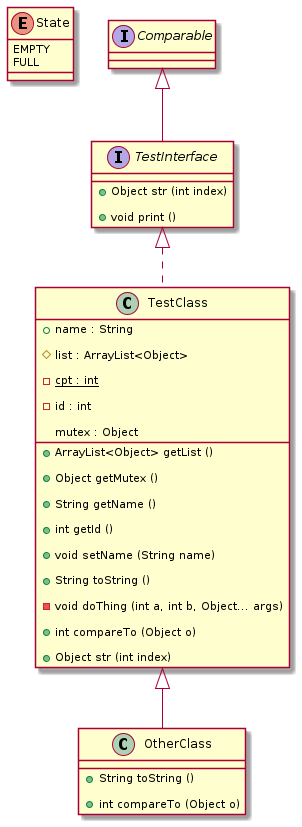 E State
EMPTY
FULL
I Comparable
I TestInterface
Object str (int index)
void print ()
C TestClass
name : String
list : ArrayList<Object>
cpt : int
id : int
mutex : Object
ArrayList<Object> getList ()
Object getMutex ()
String getName ()
int getId ()
void setName (String name)
String toString ()
void doThing (int a, int b, Object... args)
int compareTo (Object o)
Object str (int index)
C OtherClass
String toString ()
int compareTo (Object o)